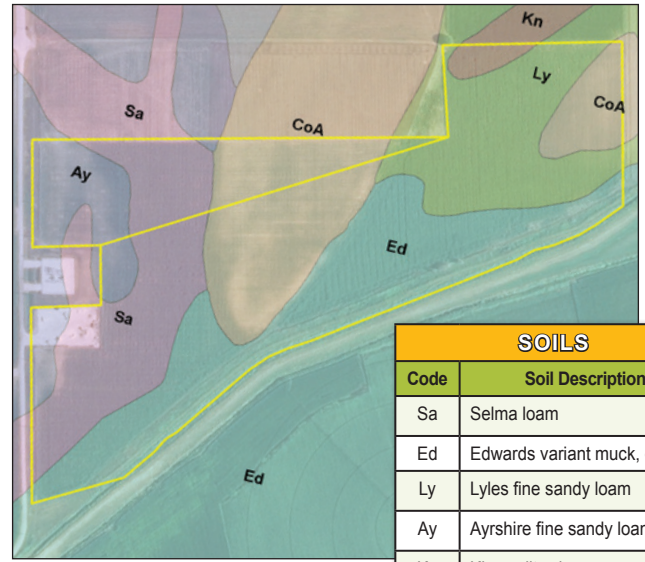 Kn
Ly
Sa
CoA
CoA
Ay
Ed
Sa
Ed
SOILS
Code Soil Description
Sa Selma loam
Ed Edwards variant muck,
Ly Lyles fine sandy loam
Ay Ayrshire fine sandy loam